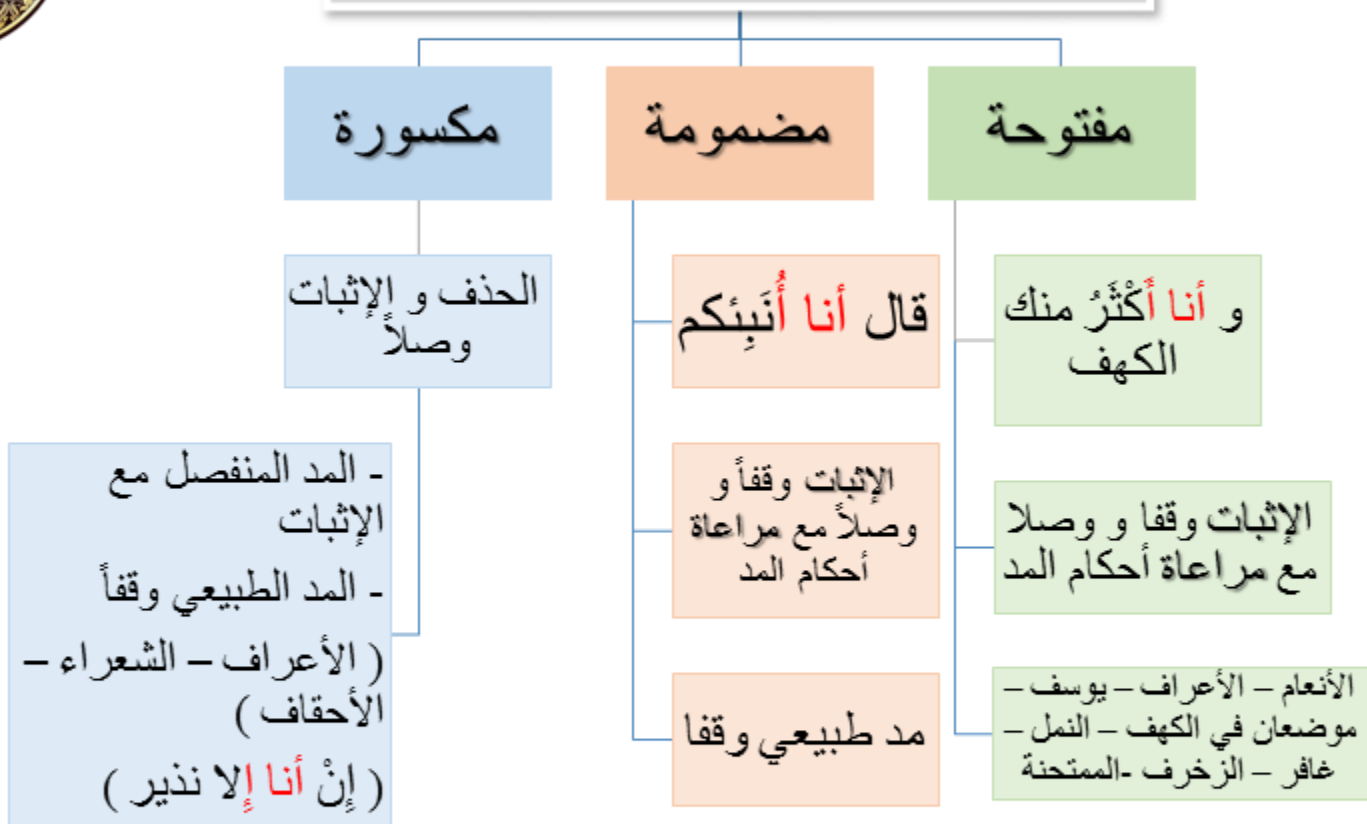 مفتوحة
و أنا أَكْثَرُ منك
الكهف
الإثبات وقفا و وصلا
مع مراعاة أحكام المد
الأنعام – الأعراف – يوسف –
موضعان في الكهف – النمل –
غافر – الزخرف -الممتحنة
مضمومة
قال أنا أُنَبِئكم
الإثبات وقفاً و
وصلاً مع مراعاة
أحكام المد
مد طبيعي وقفا
مكسورة
الحذف و الإثبات
وصلاً
- المد المنفصل مع
الإثبات
- المد الطبيعي وقفاً
( الأعراف – الشعراء –
الأحقاف )
( إِنْ أنا إِلا نذير )